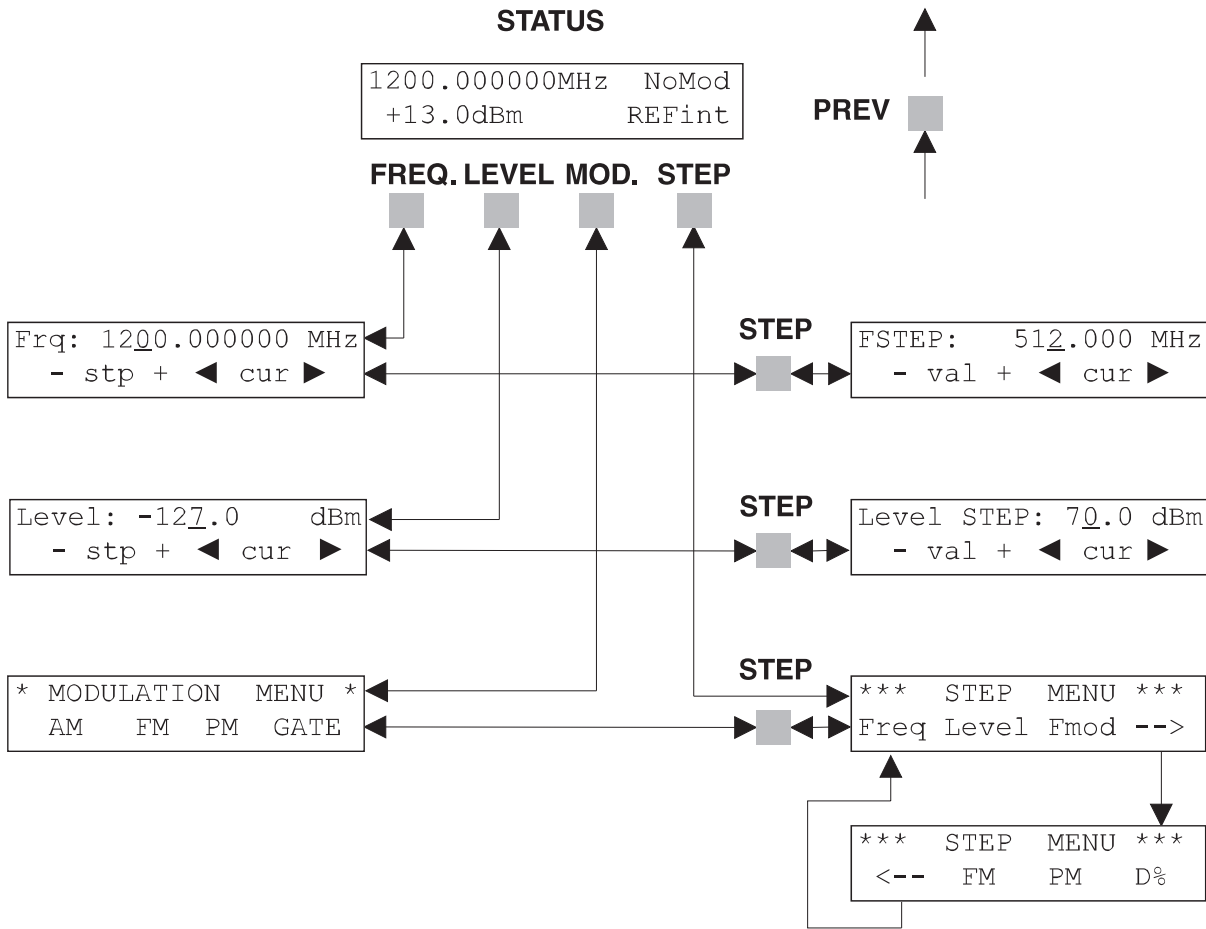 STATUS
1200.000000MHz NoMod
+13.0dBm REFint
PREV
FREQ. LEVEL MOD. STEP
Frq: 1200.000000 MHz
- stp + ◀ cur ▶
STEP
FSTEP: 512.000 MHz
- val + ◀ cur ▶
Level: -127.0 dBm
- stp + ◀ cur ▶
STEP
Level STEP: 70.0 dBm
- val + ◀ cur ▶
* MODULATION MENU *
AM FM PM GATE
STEP
*** STEP MENU ***
Freq Level Fmod -->
*** STEP MENU ***
<-- FM PM D%